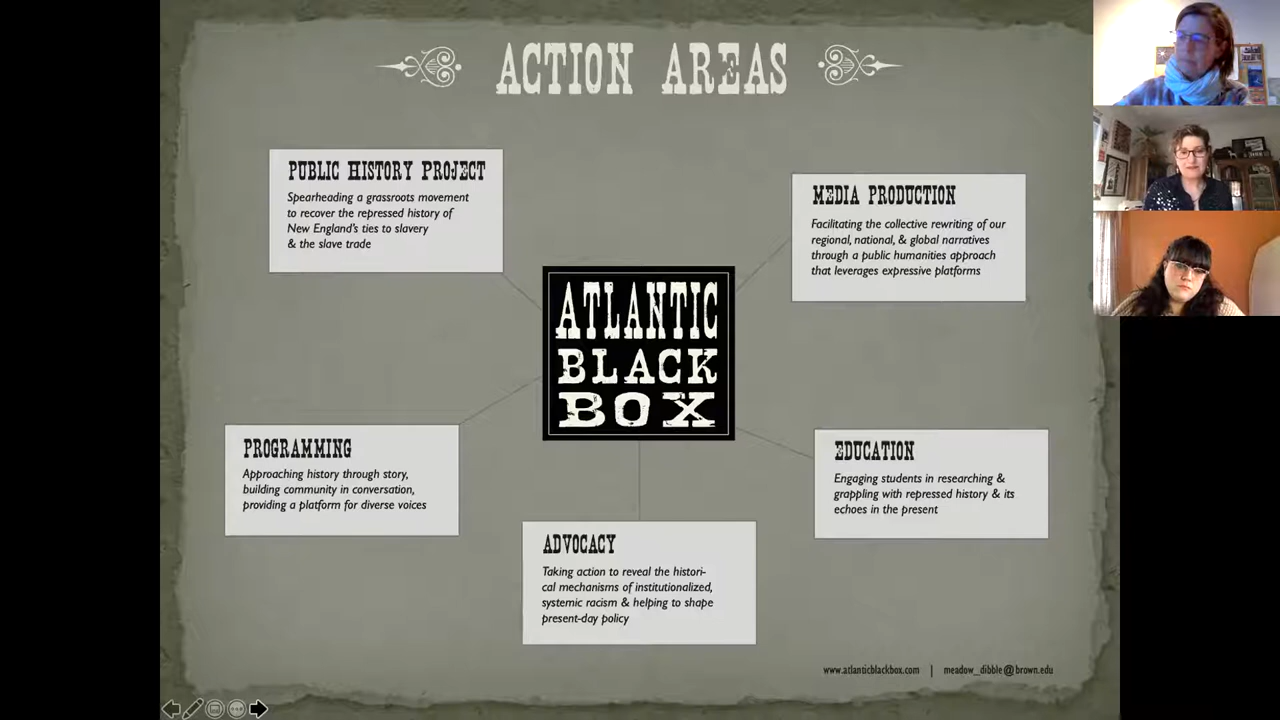 ACTION AREAS
PUBLIC HISTORY PROJECT
Spearheading a grassroots movement
to recover the repressed history of
New England's ties to slavery
& the slave trade
MEDIA PRODUCTION
Facilitating the collective rewriting of our
regional, national, & global narratives
through a public humanities approach
that leverages expressive platforms
ATLANTIC
BLACK
BOX
PROGRAMMING
Approaching history through story,
building community in conversation,
providing a platform for diverse voices
EDUCATION
Engaging students in researching &
grappling with repressed history & its
echoes in the present
ADVOCACY
Taking action to reveal the histori-
cal mechanisms of institutionalized,
systemic racism & helping to shape
present-day policy
www.atlanticblackbox.com | meadow_dibble@brown.edu